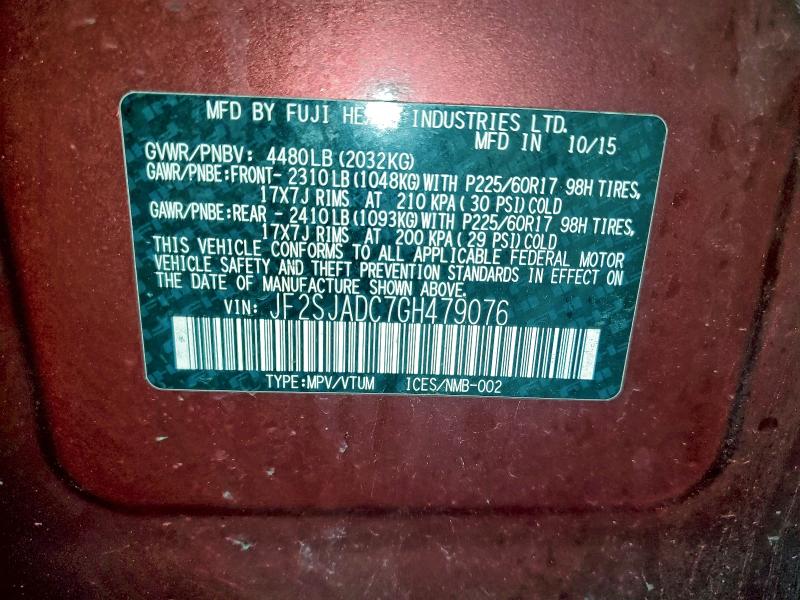 MFD BY FUJI HEAVY INDUSTRIES LTD.
MFD IN 10/15
GVWR/PNBV: 4480LB (2032KG)
GAWR/PNBE:FRONT- 2310LB (1048KG) WITH P225/60R17 98H TIRES,
17X7J RIMS AT 210 KPA ( 30 PSI) COLD
GAWR/PNBE:REAR - 2410LB (1093KG) WITH P225/60R17 98H TIRES,
17X7J RIMS AT 200 KPA ( 29 PSI) COLD
THIS VEHICLE CONFORMS TO ALL APPLICABLE FEDERAL MOTOR
VEHICLE SAFETY AND THEFT PREVENTION STANDARDS IN EFFECT ON
THE DATE OF MANUFACTURE SHOWN ABOVE.
VIN: JF2SJADC7GH479076
TYPE:MPV/VTUM ICES/NMB-002